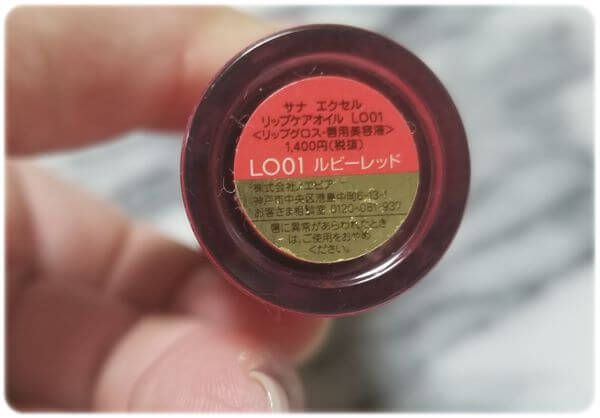 サナ エクセル
リップケアオイル LO01
<リップグロス・唇用美容液>
1,400円(税抜)
LO01 ルビーレッド
株式会社ノエビア
神戸市中央区港島中町6-13-1
お客さま相談室 0120-081-937
唇に異常があらわれたとき
は、ご使用をおやめ
ください。